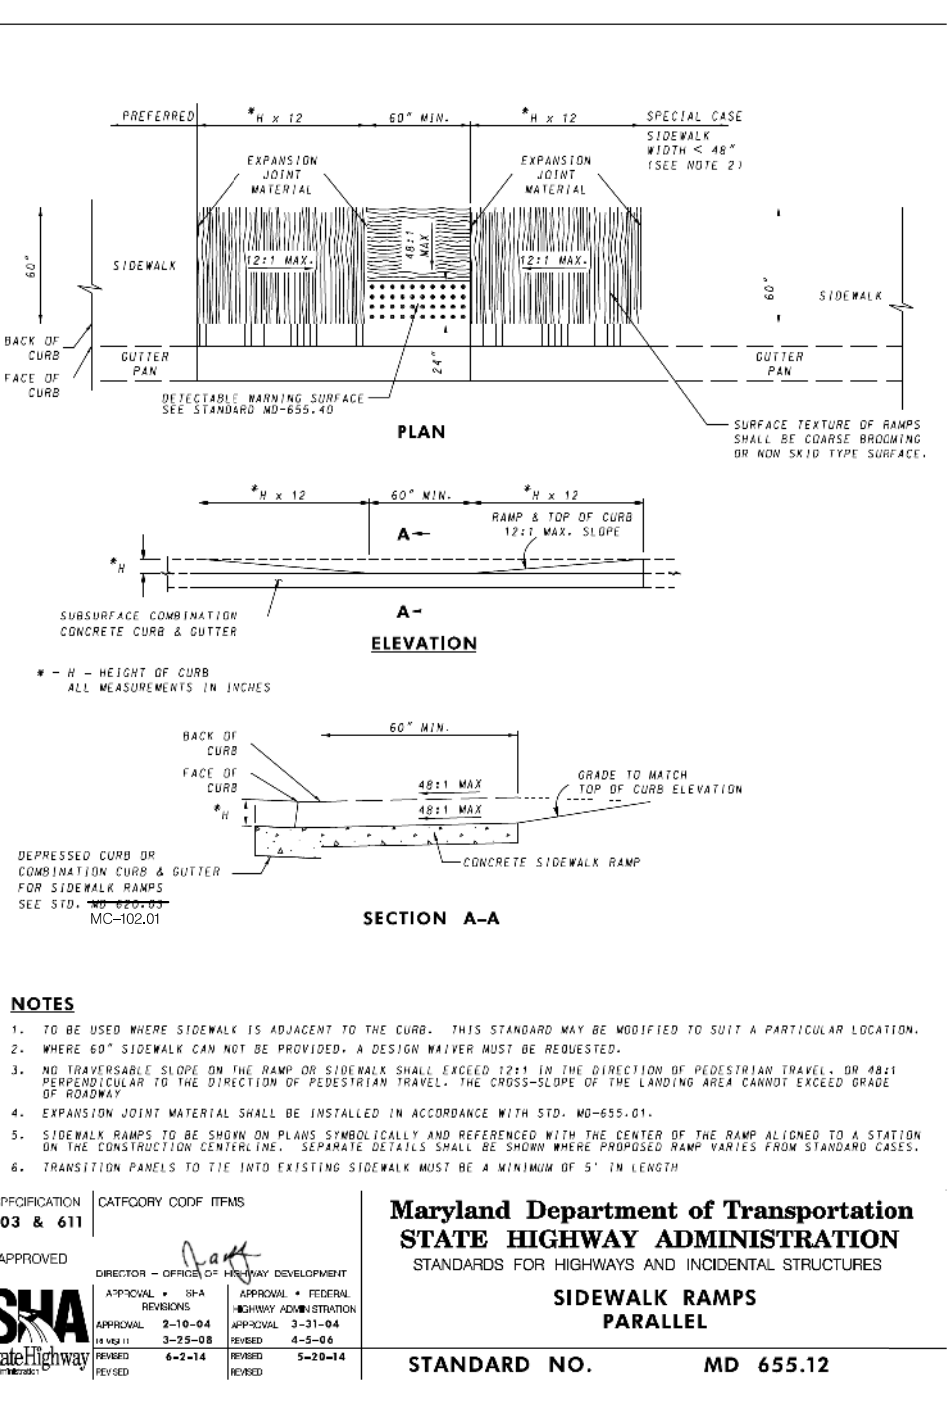 PREFERRED
*H x 12
60" MIN.
*H x 12
SPECIAL CASE
SIDEWALK
WIDTH < 48"
(SEE NOTE 2)
EXPANSION
JOINT
MATERIAL
EXPANSION
JOINT
MATERIAL
60"
SIDEWALK
12:1 MAX.
48:1
MAX
12:1 MAX.
60"
SIDEWALK
BACK OF
CURB
FACE OF
CURB
GUTTER
PAN
24"
GUTTER
PAN
DETECTABLE WARNING SURFACE
SEE STANDARD MD-655.40
PLAN
SURFACE TEXTURE OF RAMPS
SHALL BE COARSE BROOMING
OR NON SKID TYPE SURFACE.
*H x 12
60" MIN.
*H x 12
RAMP & TOP OF CURB
12:1 MAX. SLOPE
A
*H
A
SUBSURFACE COMBINATION
CONCRETE CURB & GUTTER
ELEVATION
* - H - HEIGHT OF CURB
ALL MEASUREMENTS IN INCHES
60" MIN.
BACK OF
CURB
FACE OF
CURB
48:1 MAX
48:1 MAX
GRADE TO MATCH
TOP OF CURB ELEVATION
*H
DEPRESSED CURB OR
COMBINATION CURB & GUTTER
FOR SIDEWALK RAMPS
SEE STD. MD 620.03
MC-102.01
CONCRETE SIDEWALK RAMP
SECTION A-A
NOTES
1. TO BE USED WHERE SIDEWALK IS ADJACENT TO THE CURB. THIS STANDARD MAY BE MODIFIED TO SUIT A PARTICULAR LOCATION.
2. WHERE 60" SIDEWALK CAN NOT BE PROVIDED, A DESIGN WAIVER MUST BE REQUESTED.
3. NO TRAVERSABLE SLOPE ON THE RAMP OR SIDEWALK SHALL EXCEED 12:1 IN THE DIRECTION OF PEDESTRIAN TRAVEL, OR 48:1
PERPENDICULAR TO THE DIRECTION OF PEDESTRIAN TRAVEL. THE CROSS-SLOPE OF THE LANDING AREA CANNOT EXCEED GRADE
OF ROADWAY
4. EXPANSION JOINT MATERIAL SHALL BE INSTALLED IN ACCORDANCE WITH STD. MD-655.01.
5. SIDEWALK RAMPS TO BE SHOWN ON PLANS SYMBOLICALLY AND REFERENCED WITH THE CENTER OF THE RAMP ALIGNED TO A STATION
ON THE CONSTRUCTION CENTERLINE. SEPARATE DETAILS SHALL BE SHOWN WHERE PROPOSED RAMP VARIES FROM STANDARD CASES.
6. TRANSITION PANELS TO TIE INTO EXISTING SIDEWALK MUST BE A MINIMUM OF 5' IN LENGTH
PECIFICATION
03 & 611
CATEGORY CODE ITEMS
APPROVED
DIRECTOR - OFFICE OF HIGHWAY DEVELOPMENT
APPROVAL • SHA
REVISIONS
APPROVAL • FEDERAL
HIGHWAY ADMINISTRATION
APPROVAL 2-10-04
APPROVAL 3-31-04
REVISED 3-25-08
REVISED 4-5-06
REVISED 6-2-14
REVISED 5-20-14
REVISED
REVISED
SHA
ateHighway
Maryland Department of Transportation
STATE HIGHWAY ADMINISTRATION
STANDARDS FOR HIGHWAYS AND INCIDENTAL STRUCTURES
SIDEWALK RAMPS
PARALLEL
STANDARD NO. MD 655.12